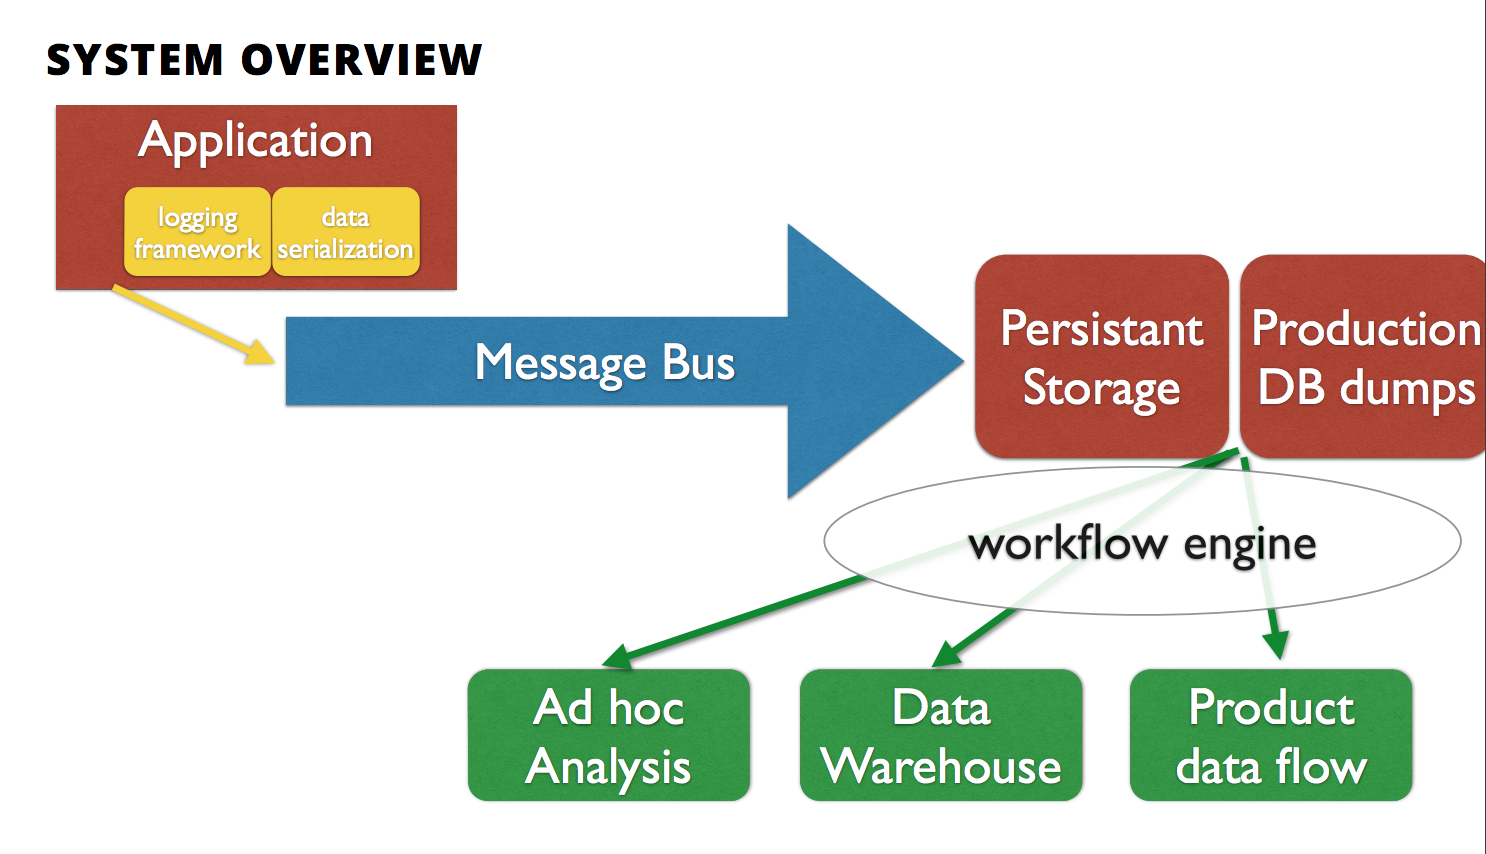 SYSTEM OVERVIEW
Application
logging
framework
data
serialization
Message Bus
Persistant
Storage
Production
DB dumps
workflow engine
Ad hoc
Analysis
Data
Warehouse
Product
data flow